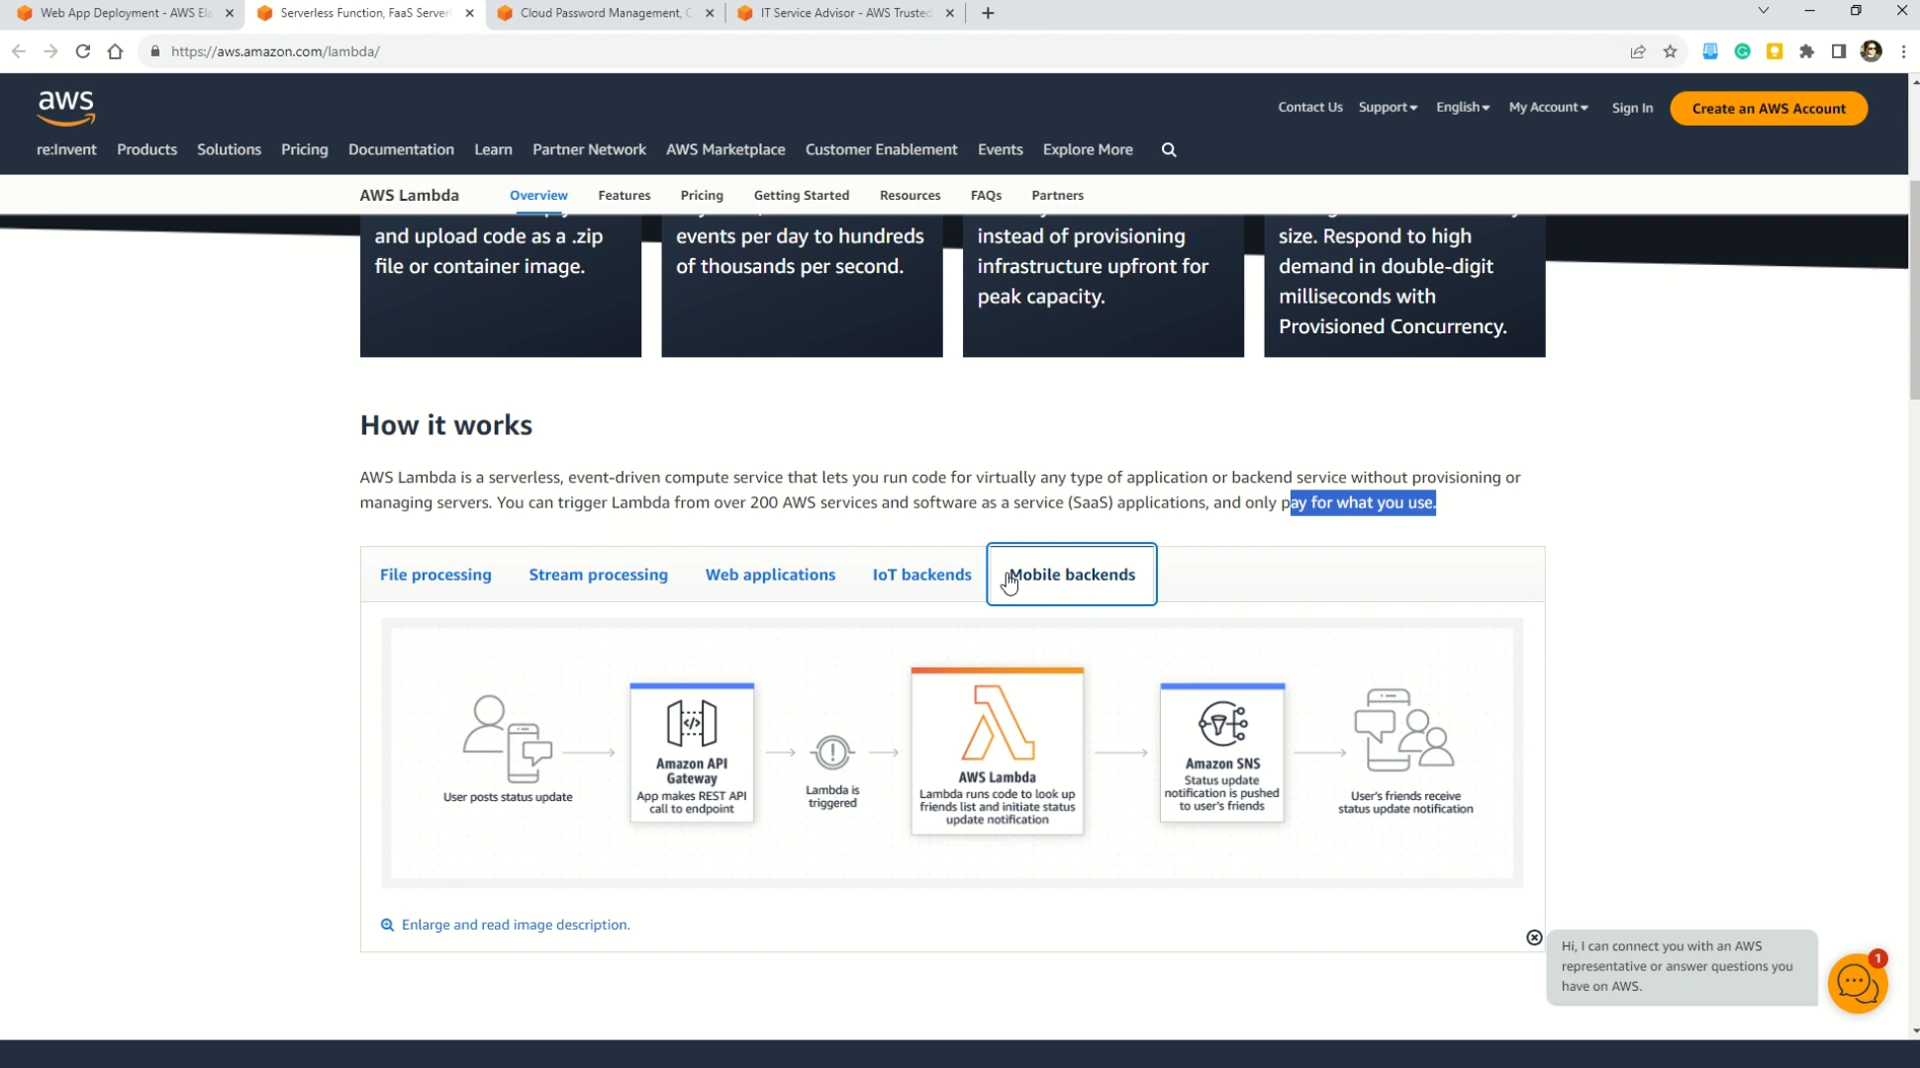 Web App Deployment - AWS Ela
Serverless Function, FaaS Server
Cloud Password Management, C
IT Service Advisor - AWS Trusted
https://aws.amazon.com/lambda/
aws
Contact Us
Support
English
My Account
Sign In
Create an AWS Account
re:Invent
Products
Solutions
Pricing
Documentation
Learn
Partner Network
AWS Marketplace
Customer Enablement
Events
Explore More
AWS Lambda
Overview
Features
Pricing
Getting Started
Resources
FAQs
Partners
and upload code as a .zip
file or container image.
events per day to hundreds
of thousands per second.
instead of provisioning
infrastructure upfront for
peak capacity.
size. Respond to high
demand in double-digit
milliseconds with
Provisioned Concurrency.
How it works
AWS Lambda is a serverless, event-driven compute service that lets you run code for virtually any type of application or backend service without provisioning or
managing servers. You can trigger Lambda from over 200 AWS services and software as a service (SaaS) applications, and only pay for what you use.
File processing
Stream processing
Web applications
IoT backends
Mobile backends
User posts status update
Amazon API
Gateway
App makes REST API
call to endpoint
Lambda is
triggered
AWS Lambda
Lambda runs code to look up
friends list and initiate status
update notification
Amazon SNS
Status update
notification is pushed
to user's friends
User's friends receive
status update notification
Enlarge and read image description.
Hi, I can connect you with an AWS
representative or answer questions you
have on AWS.
1